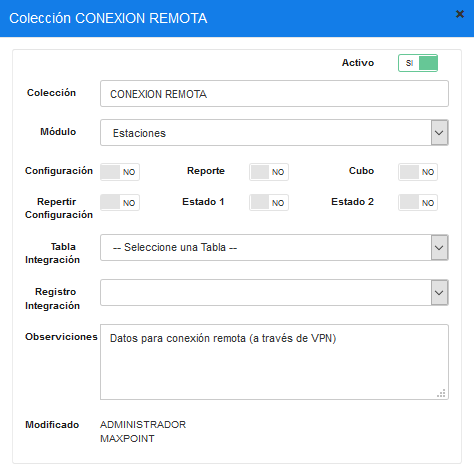 Colección CONEXION REMOTA
Activo SI
Colección CONEXION REMOTA
Módulo Estaciones
Configuración NO Reporte NO Cubo NO
Repertir
Configuración NO Estado 1 NO Estado 2 NO
Tabla
Integración -- Seleccione una Tabla --
Registro
Integración
Observiciones Datos para conexión remota (a través de VPN)
Modificado ADMINISTRADOR
MAXPOINT